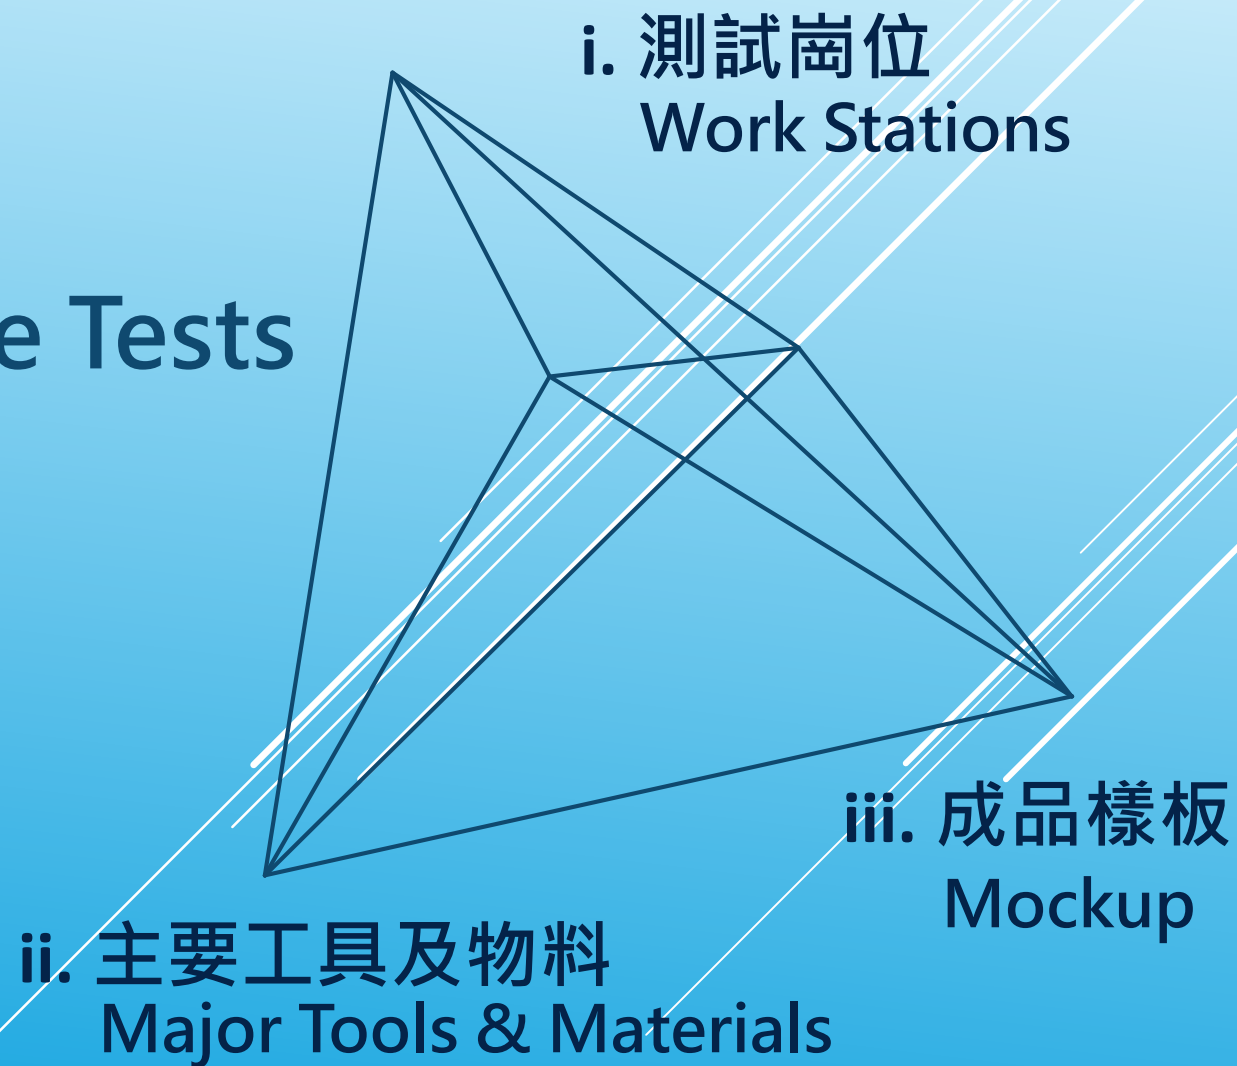 i. 測試崗位
Work Stations
e Tests
iii. 成品樣板
Mockup
ii. 主要工具及物料
Major Tools & Materials